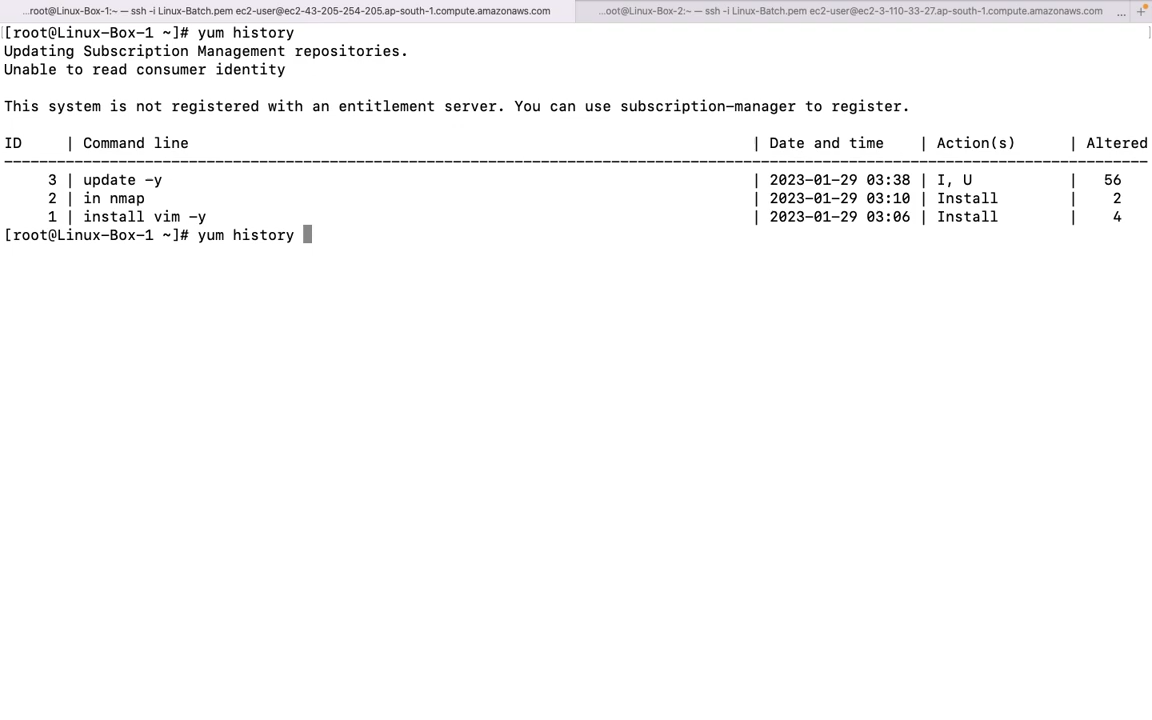 ...root@Linux-Box-1:~ — ssh -i Linux-Batch.pem ec2-user@ec2-43-205-254-205.ap-south-1.compute.amazonaws.com ...oot@Linux-Box-2:~ — ssh -i Linux-Batch.pem ec2-user@ec2-3-110-33-27.ap-south-1.compute.amazonaws.com ... +
[root@Linux-Box-1 ~]# yum history
Updating Subscription Management repositories.
Unable to read consumer identity
This system is not registered with an entitlement server. You can use subscription-manager to register.
ID | Command line | Date and time | Action(s) | Altered
--------------------------------------------------------------------------------
3 | update -y | 2023-01-29 03:38 | I, U | 56
2 | in nmap | 2023-01-29 03:10 | Install | 2
1 | install vim -y | 2023-01-29 03:06 | Install | 4
[root@Linux-Box-1 ~]# yum history